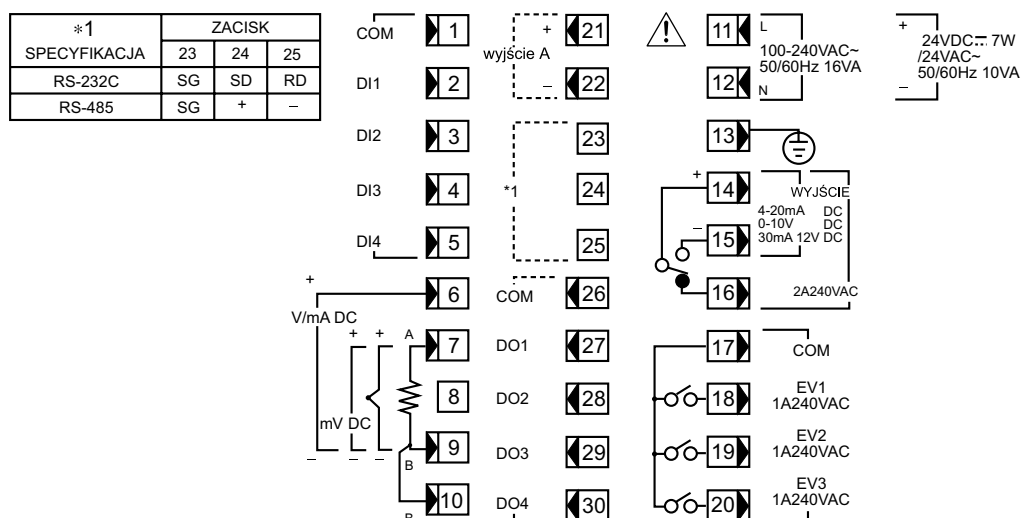 *1 ZACISK
SPECYFIKACJA 23 24 25
RS-232C SG SD RD
RS-485 SG + –
COM 1
DI1 2
DI2 3
DI3 4
DI4 5
+ 6
V/mA DC
+ + A 7
8
mV DC
– – – B 9
B 10
+ 21
wyjście A
– 22
23
*1 24
25
COM 26
DO1 27
DO2 28
DO3 29
DO4 30
11 L
100-240VAC~
50/60Hz 16VA
12 N
+ 24VDC 7W
/24VAC~
– 50/60Hz 10VA
13
+ 14 WYJŚCIE
4-20mA DC
0-10V DC
– 15 30mA 12V DC
16 2A240VAC
17 COM
18 EV1
1A240VAC
19 EV2
1A240VAC
20 EV3
1A240VAC